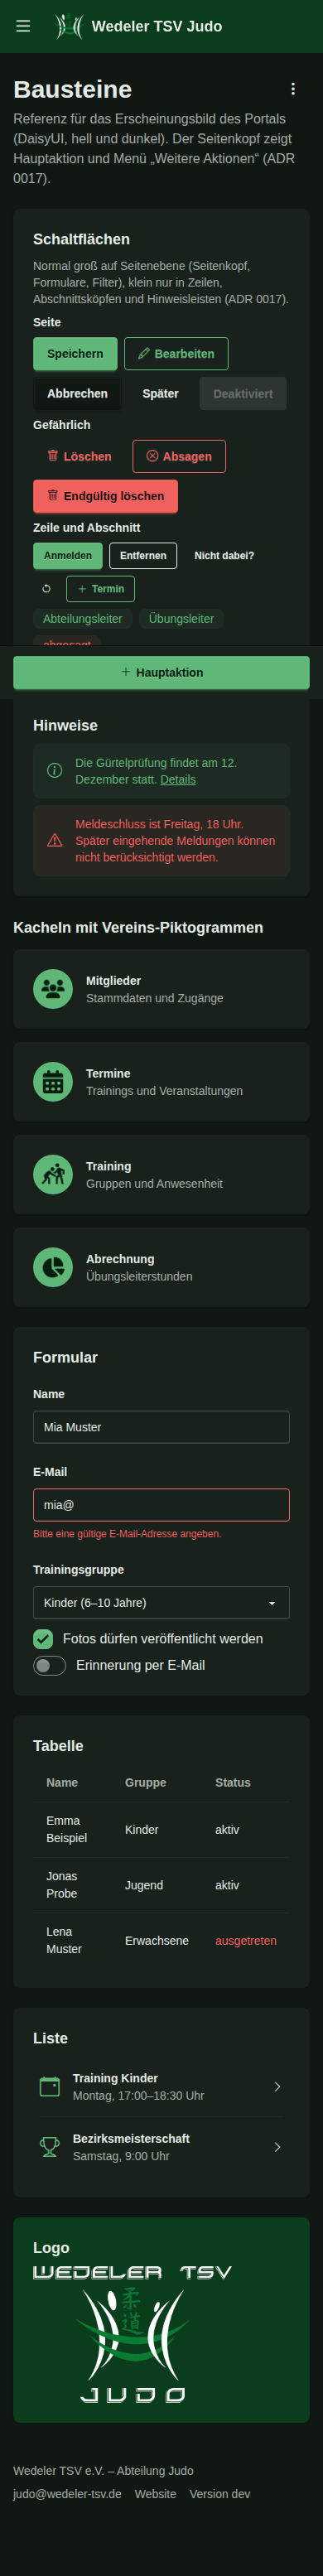 Wedeler TSV Judo
Bausteine
Referenz für das Erscheinungsbild des Portals
(DaisyUI, hell und dunkel). Der Seitenkopf zeigt
Hauptaktion und Menü „Weitere Aktionen“ (ADR
0017).
Schaltflächen
Normal groß auf Seitenebene (Seitenkopf,
Formulare, Filter), klein nur in Zeilen,
Abschnittsköpfen und Hinweisleisten (ADR 0017).
Seite
Speichern Bearbeiten
Abbrechen Später Deaktiviert
Gefährlich
Löschen Absagen
Endgültig löschen
Zeile und Abschnitt
Anmelden Entfernen Nicht dabei?
Termin
Abteilungsleiter Übungsleiter
abgesagt
Hauptaktion
Hinweise
Die Gürtelprüfung findet am 12.
Dezember statt. Details
Meldeschluss ist Freitag, 18 Uhr.
Später eingehende Meldungen können
nicht berücksichtigt werden.
Kacheln mit Vereins-Piktogrammen
Mitglieder
Stammdaten und Zugänge
Termine
Trainings und Veranstaltungen
Training
Gruppen und Anwesenheit
Abrechnung
Übungsleiterstunden
Formular
Name
Mia Muster
E-Mail
mia@
Bitte eine gültige E-Mail-Adresse angeben.
Trainingsgruppe
Kinder (6–10 Jahre)
Fotos dürfen veröffentlicht werden
Erinnerung per E-Mail
Tabelle
Name Gruppe Status
Emma
Beispiel
Kinder aktiv
Jonas
Probe
Jugend aktiv
Lena
Muster
Erwachsene ausgetreten
Liste
Training Kinder
Montag, 17:00–18:30 Uhr
Bezirksmeisterschaft
Samstag, 9:00 Uhr
Logo
WEDELER TSV
柔
道
JUDO
Wedeler TSV e.V. – Abteilung Judo
judo@wedeler-tsv.de Website Version dev